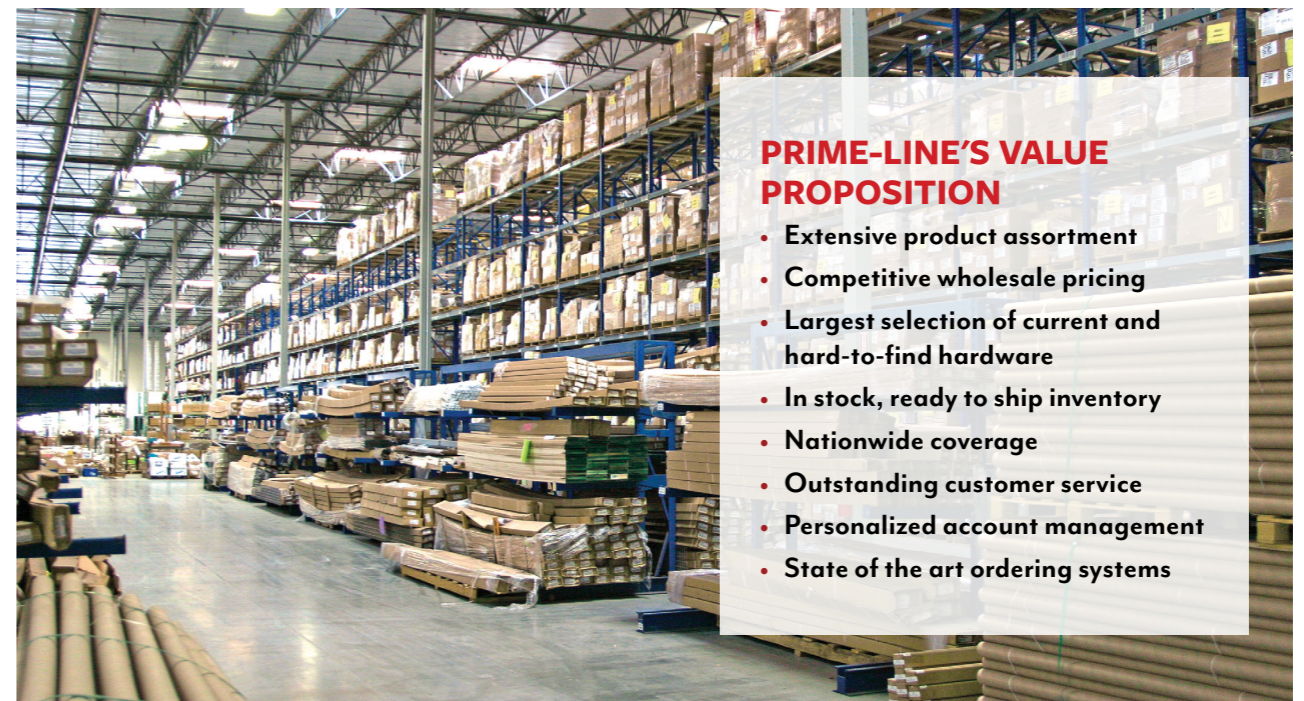 PRIME-LINE’S VALUE
PROPOSITION
• Extensive product assortment
• Competitive wholesale pricing
• Largest selection of current and
hard-to-find hardware
• In stock, ready to ship inventory
• Nationwide coverage
• Outstanding customer service
• Personalized account management
• State of the art ordering systems